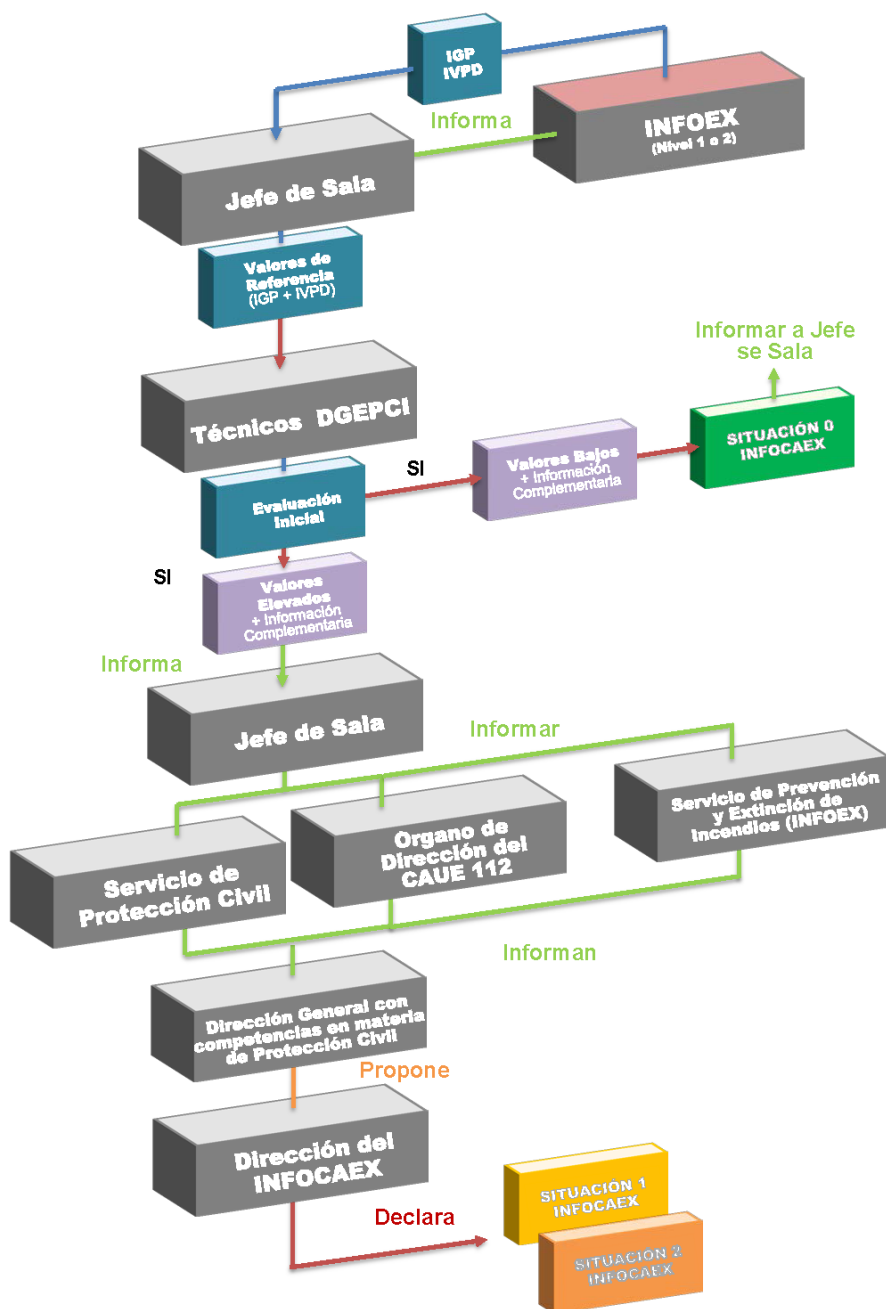 IGP
IVPD
Informa
INFOEX
(Nivel 1 o 2)
Jefe de Sala
Valores de
Referencia
(IGP + IVPD)
Informar a Jefe
se Sala
Técnicos DGEPCI
SITUACIÓN 0
INFOCAEX
SI
Valores Bajos
+ Información
Complementaria
Evaluación
Inicial
SI
Valores
Elevados
+ Información
Complementaria
Informa
Jefe de Sala
Informar
Servicio de Prevención
y Extinción de
Incendios (INFOEX)
Organo de
Dirección del
CAUE 112
Servicio de
Protección Civil
Informan
Dirección General con
competencias en materia
de Protección Civil
Propone
Dirección del
INFOCAEX
Declara
SITUACIÓN 1
INFOCAEX
SITUACIÓN 2
INFOCAEX